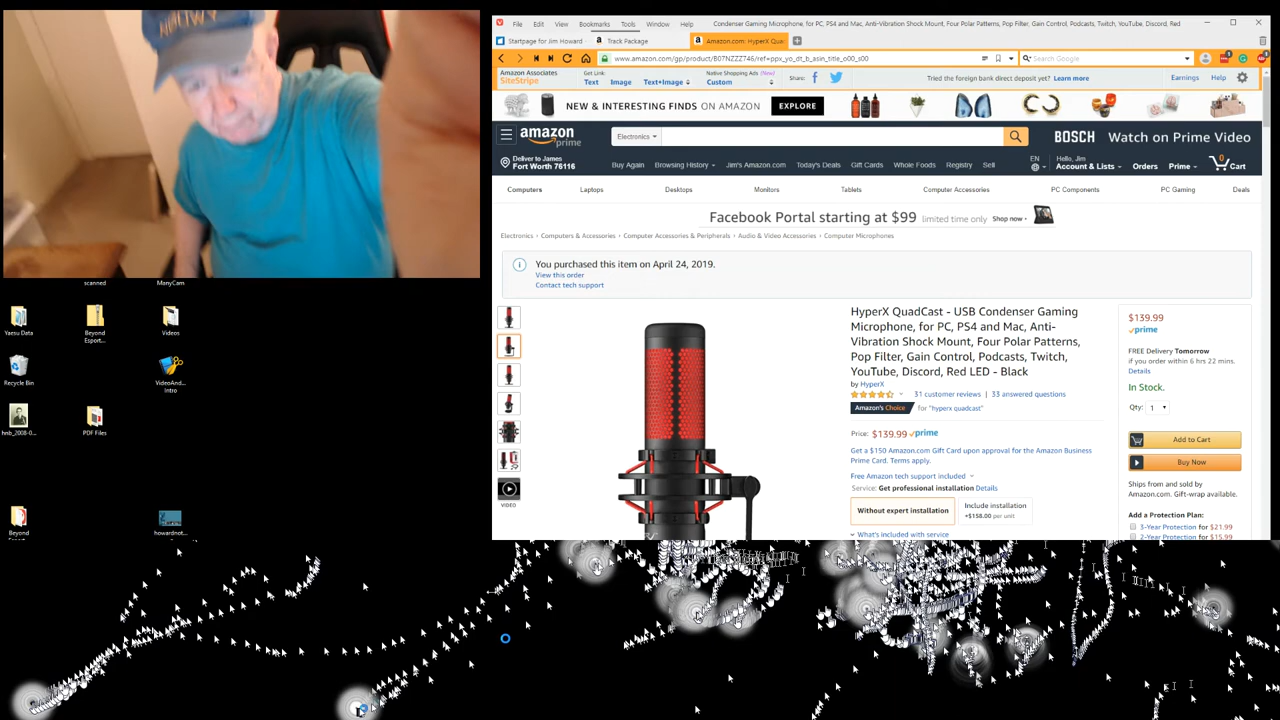 File Edit View Bookmarks Tools Window Help
Condenser Gaming Microphone, for PC, PS4 and Mac, Anti-Vibration Shock Mount, Four Polar Patterns, Pop Filter, Gain Control, Podcasts, Twitch, YouTube, Discord, Red
Startpage for Jim Howard
Track Package
Amazon.com: HyperX Qua
www.amazon.com/gp/product/B07NZZZ746/ref=ppx_yo_dt_b_asin_title_o00_s00
Search Google
Amazon Associates
SiteStripe
Get Link:
Text Image Text+Image
Native Shopping Ads (New)
Custom
Share:
Tried the foreign bank direct deposit yet? Learn more
Earnings Help
NEW & INTERESTING FINDS ON AMAZON EXPLORE
amazon
prime
Electronics
BOSCH Watch on Prime Video
Deliver to James
Fort Worth 76116
Buy Again Browsing History Jim's Amazon.com Today's Deals Gift Cards Whole Foods Registry Sell
EN
Hello, Jim
Account & Lists
Orders
Prime
0
Cart
Computers Laptops Desktops Monitors Tablets Computer Accessories PC Components PC Gaming Deals
Facebook Portal starting at $99 limited time only Shop now ›
Electronics › Computers & Accessories › Computer Accessories & Peripherals › Audio & Video Accessories › Computer Microphones
You purchased this item on April 24, 2019.
View this order
Contact tech support
HyperX QuadCast - USB Condenser Gaming
Microphone, for PC, PS4 and Mac, Anti-
Vibration Shock Mount, Four Polar Patterns,
Pop Filter, Gain Control, Podcasts, Twitch,
YouTube, Discord, Red LED - Black
by HyperX
31 customer reviews | 33 answered questions
Amazon's Choice for "hyperx quadcast"
Price: $139.99 prime
Get a $150 Amazon.com Gift Card upon approval for the Amazon Business
Prime Card. Terms apply.
Free Amazon tech support included
Service: Get professional installation Details
Without expert installation
Include installation
+$158.00 per unit
What's included with service
VIDEO
$139.99
prime
FREE Delivery Tomorrow
if you order within 6 hrs 22 mins.
Details
In Stock.
Qty: 1
Add to Cart
Buy Now
Ships from and sold by
Amazon.com. Gift-wrap available.
Add a Protection Plan:
3-Year Protection for $21.99
2-Year Protection for $15.99
scanned
ManyCam
Yaesu Data
Beyond
Esport...
Videos
Recycle Bin
VideoAnd...
Intro
hnb_2008-0...
PDF Files
Beyond
Esport
howardnot...